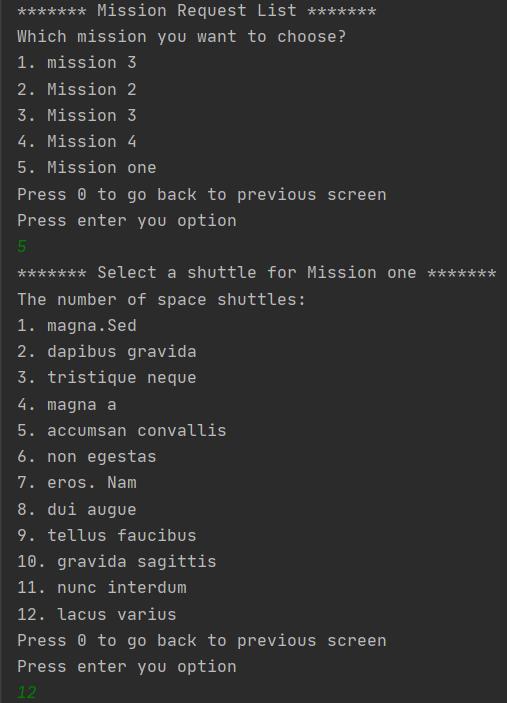 ******* Mission Request List *******
Which mission you want to choose?
1. mission 3
2. Mission 2
3. Mission 3
4. Mission 4
5. Mission one
Press 0 to go back to previous screen
Press enter you option
5
******* Select a shuttle for Mission one *******
The number of space shuttles:
1. magna.Sed
2. dapibus gravida
3. tristique neque
4. magna a
5. accumsan convallis
6. non egestas
7. eros. Nam
8. dui augue
9. tellus faucibus
10. gravida sagittis
11. nunc interdum
12. lacus varius
Press 0 to go back to previous screen
Press enter you option
12